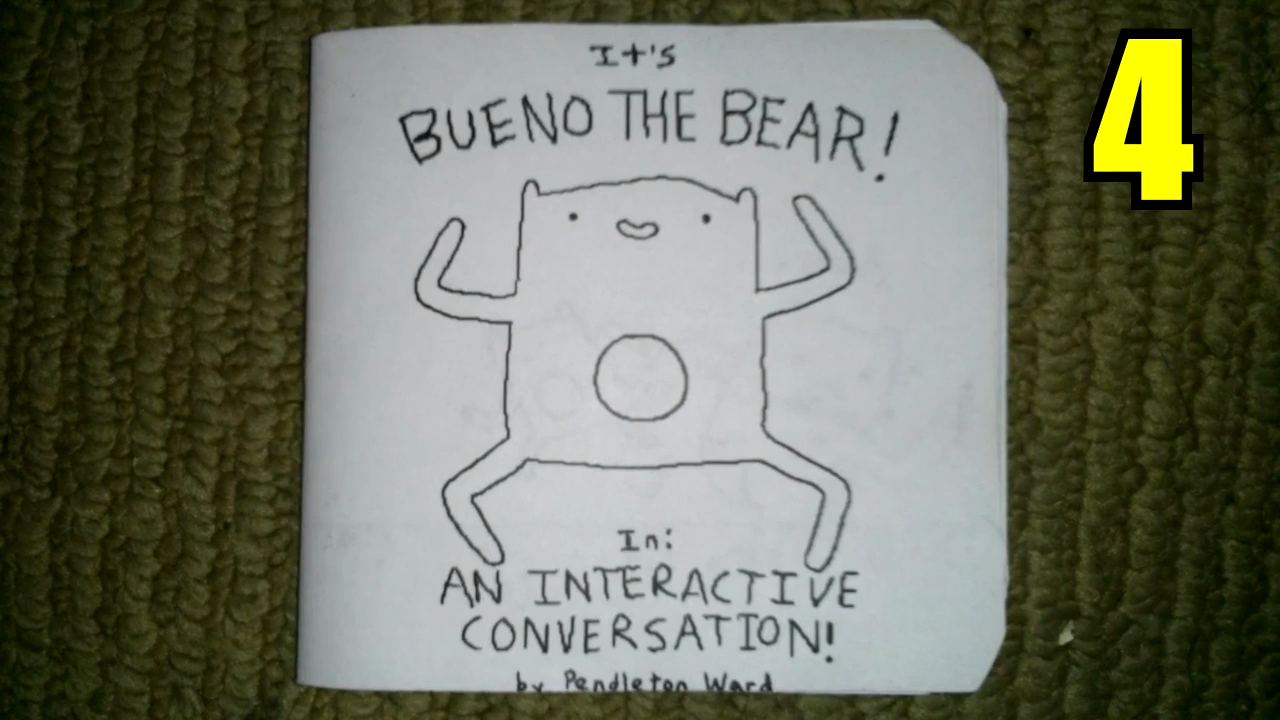 It's
BUENO THE BEAR!
4
In:
AN INTERACTIVE
CONVERSATION!
by Pendleton Ward